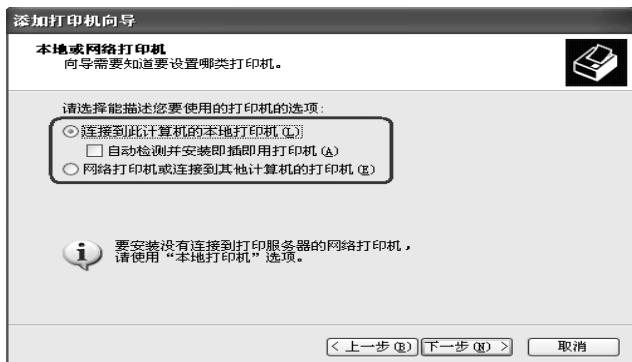 添加打印机向导
本地或网络打印机
向导需要知道要设置哪类打印机。
请选择能描述您要使用的打印机的选项:
连接到此计算机的本地打印机(L)
自动检测并安装即插即用打印机(A)
网络打印机或连接到其他计算机的打印机(E)
要安装没有连接到打印服务器的网络打印机，
请使用“本地打印机”选项。
< 上一步(B) 下一步(N) > 取消